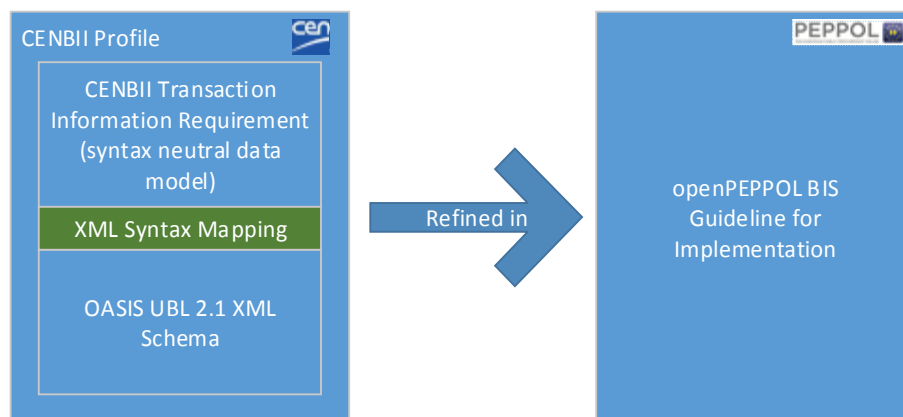 CENBII Profile
cen
CENBII Transaction
Information Requirement
(syntax neutral data
model)
XML Syntax Mapping
OASIS UBL 2.1 XML
Schema
Refined in
PEPPOL
openPEPPOL BIS
Guideline for
Implementation